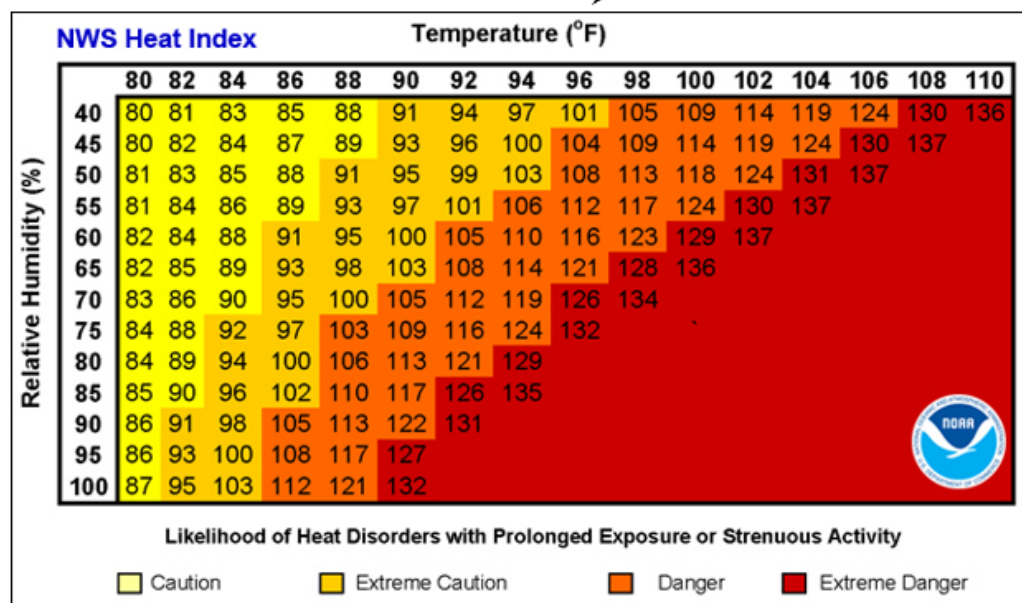 NWS Heat Index
Temperature (°F)
80 82 84 86 88 90 92 94 96 98 100 102 104 106 108 110
Relative Humidity (%)
40 80 81 83 85 88 91 94 97 101 105 109 114 119 124 130 136
45 80 82 84 87 89 93 96 100 104 109 114 119 124 130 137
50 81 83 85 88 91 95 99 103 108 113 118 124 131 137
55 81 84 86 89 93 97 101 106 112 117 124 130 137
60 82 84 88 91 95 100 105 110 116 123 129 137
65 82 85 89 93 98 103 108 114 121 128 136
70 83 86 90 95 100 105 112 119 126 134
75 84 88 92 97 103 109 116 124 132
80 84 89 94 100 106 113 121 129
85 85 90 96 102 110 117 126 135
90 86 91 98 105 113 122 131
95 86 93 100 108 117 127
100 87 95 103 112 121 132
NOAA
Likelihood of Heat Disorders with Prolonged Exposure or Strenuous Activity
Caution Extreme Caution Danger Extreme Danger